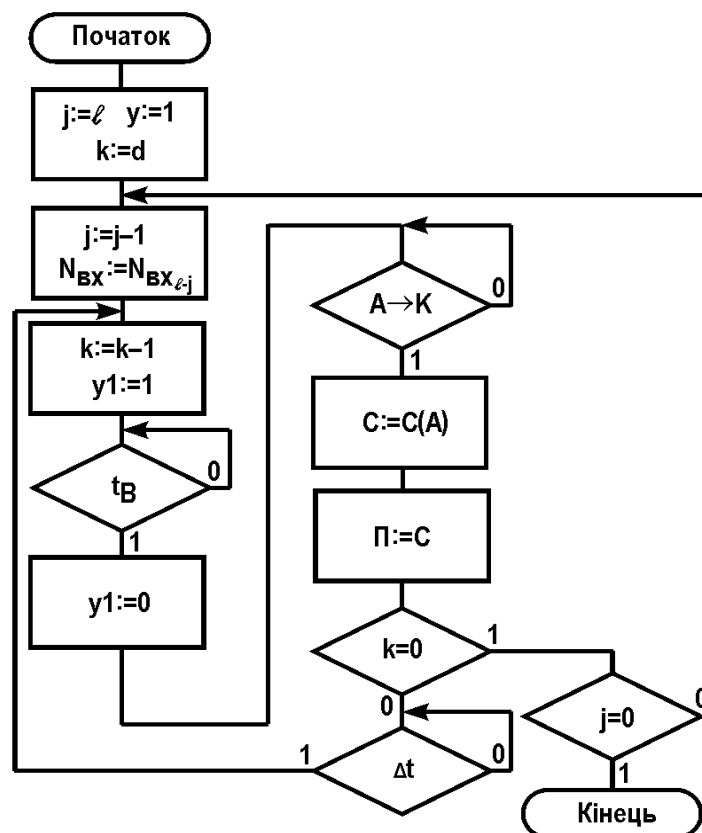 Початок
j:=ℓ y:=1
k:=d
j:=j–1
NВХ:=NВХℓ-j
k:=k–1
y1:=1
0
tВ
1
y1:=0
0
А→К
1
С:=С(А)
П:=С
1
k=0
0
0
1
Δt
0
j=0
1
Кінець